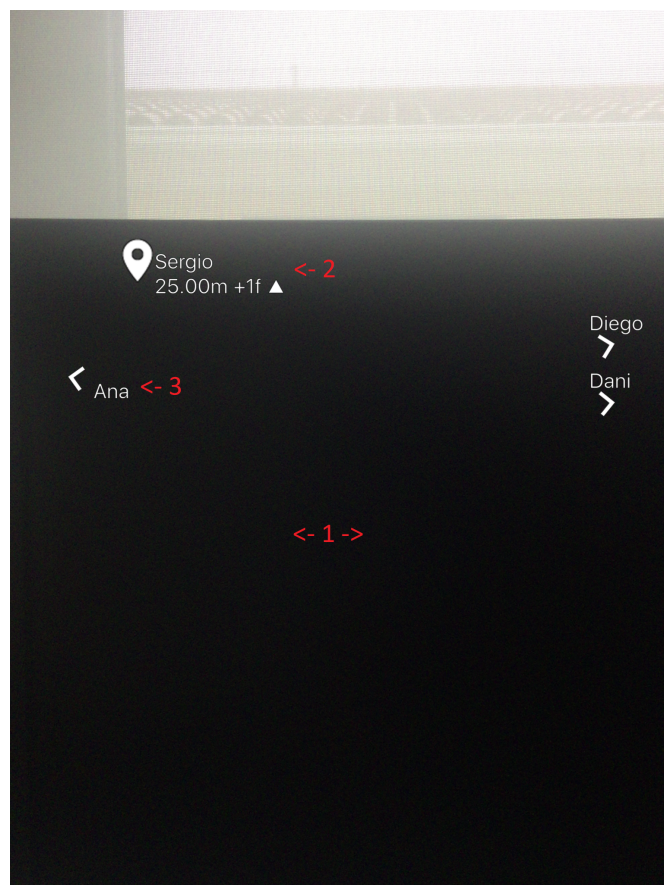 Sergio
25.00m +1f ▲
<- 2
Diego
Dani
Ana
<- 3
<- 1 ->